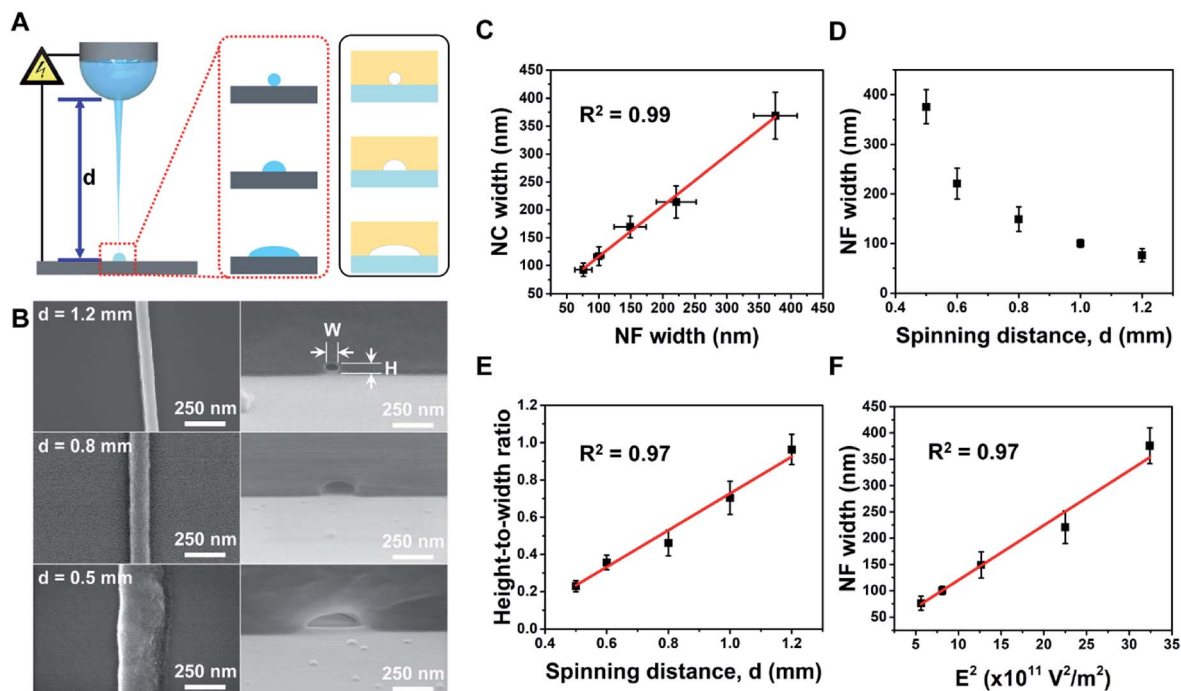 A
d
B
d = 1.2 mm
250 nm
W
H
250 nm
d = 0.8 mm
250 nm
250 nm
d = 0.5 mm
250 nm
250 nm
C
R² = 0.99
450
400
350
300
250
200
150
100
50
50 100 150 200 250 300 350 400 450
NC width (nm)
NF width (nm)
D
400
300
200
100
0
0.4 0.6 0.8 1.0 1.2
NF width (nm)
Spinning distance, d (mm)
E
R² = 0.97
1.2
1.0
0.8
0.6
0.4
0.2
0.0
0.4 0.6 0.8 1.0 1.2
Height-to-width ratio
Spinning distance, d (mm)
F
R² = 0.97
450
400
350
300
250
200
150
100
50
5 10 15 20 25 30 35
NF width (nm)
E² (x10¹¹ V²/m²)